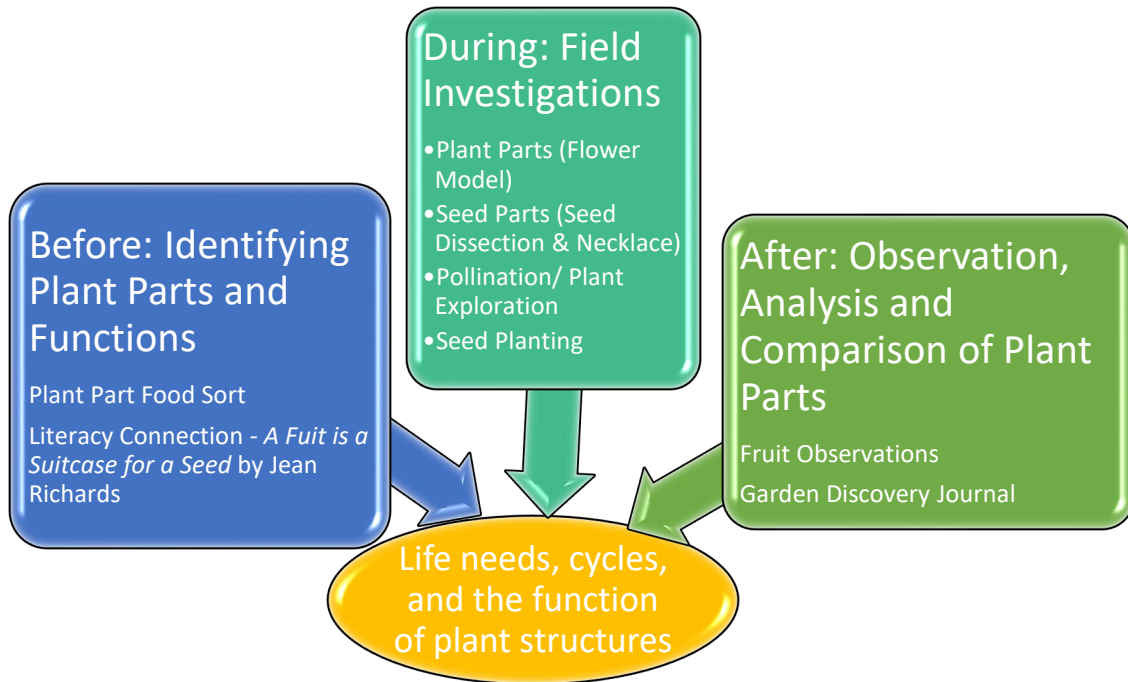 Before: Identifying
Plant Parts and
Functions
Plant Part Food Sort
Literacy Connection - A Fuit is a
Suitcase for a Seed by Jean
Richards
During: Field
Investigations
•Plant Parts (Flower
Model)
•Seed Parts (Seed
Dissection & Necklace)
•Pollination/ Plant
Exploration
•Seed Planting
After: Observation,
Analysis and
Comparison of Plant
Parts
Fruit Observations
Garden Discovery Journal
Life needs, cycles,
and the function
of plant structures